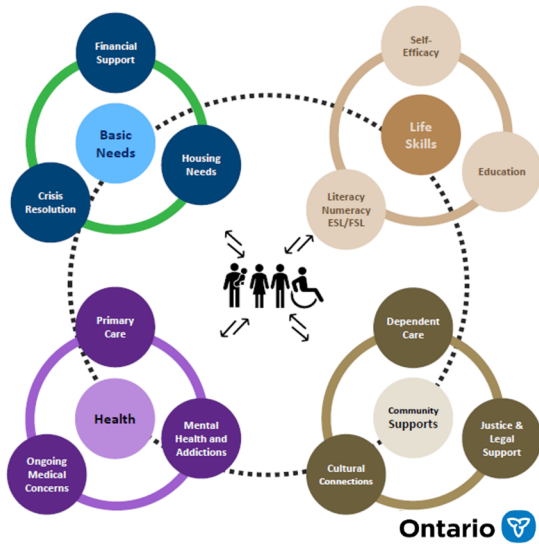 Financial
Support
Basic
Needs
Housing
Needs
Crisis
Resolution
Self-
Efficacy
Life
Skills
Education
Literacy
Numeracy
ESL/FSL
Primary
Care
Health
Mental
Health and
Addictions
Ongoing
Medical
Concerns
Dependent
Care
Community
Supports
Justice &
Legal
Support
Cultural
Connections
Ontario